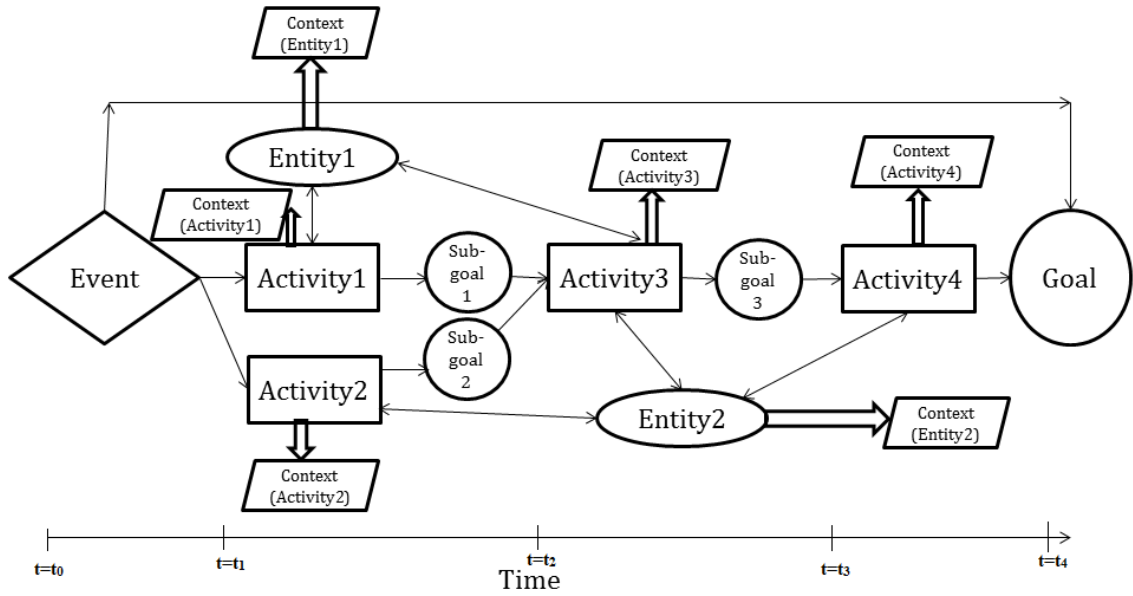 Context
(Entity1)
Entity1
Context
(Activity3)
Context
(Activity4)
Context
(Activity1)
Event
Activity1
Sub-
goal
1
Activity3
Sub-
goal
3
Activity4
Goal
Sub-
goal
2
Activity2
Entity2
Context
(Entity2)
Context
(Activity2)
t=t0
t=t1
t=t2
t=t3
t=t4
Time